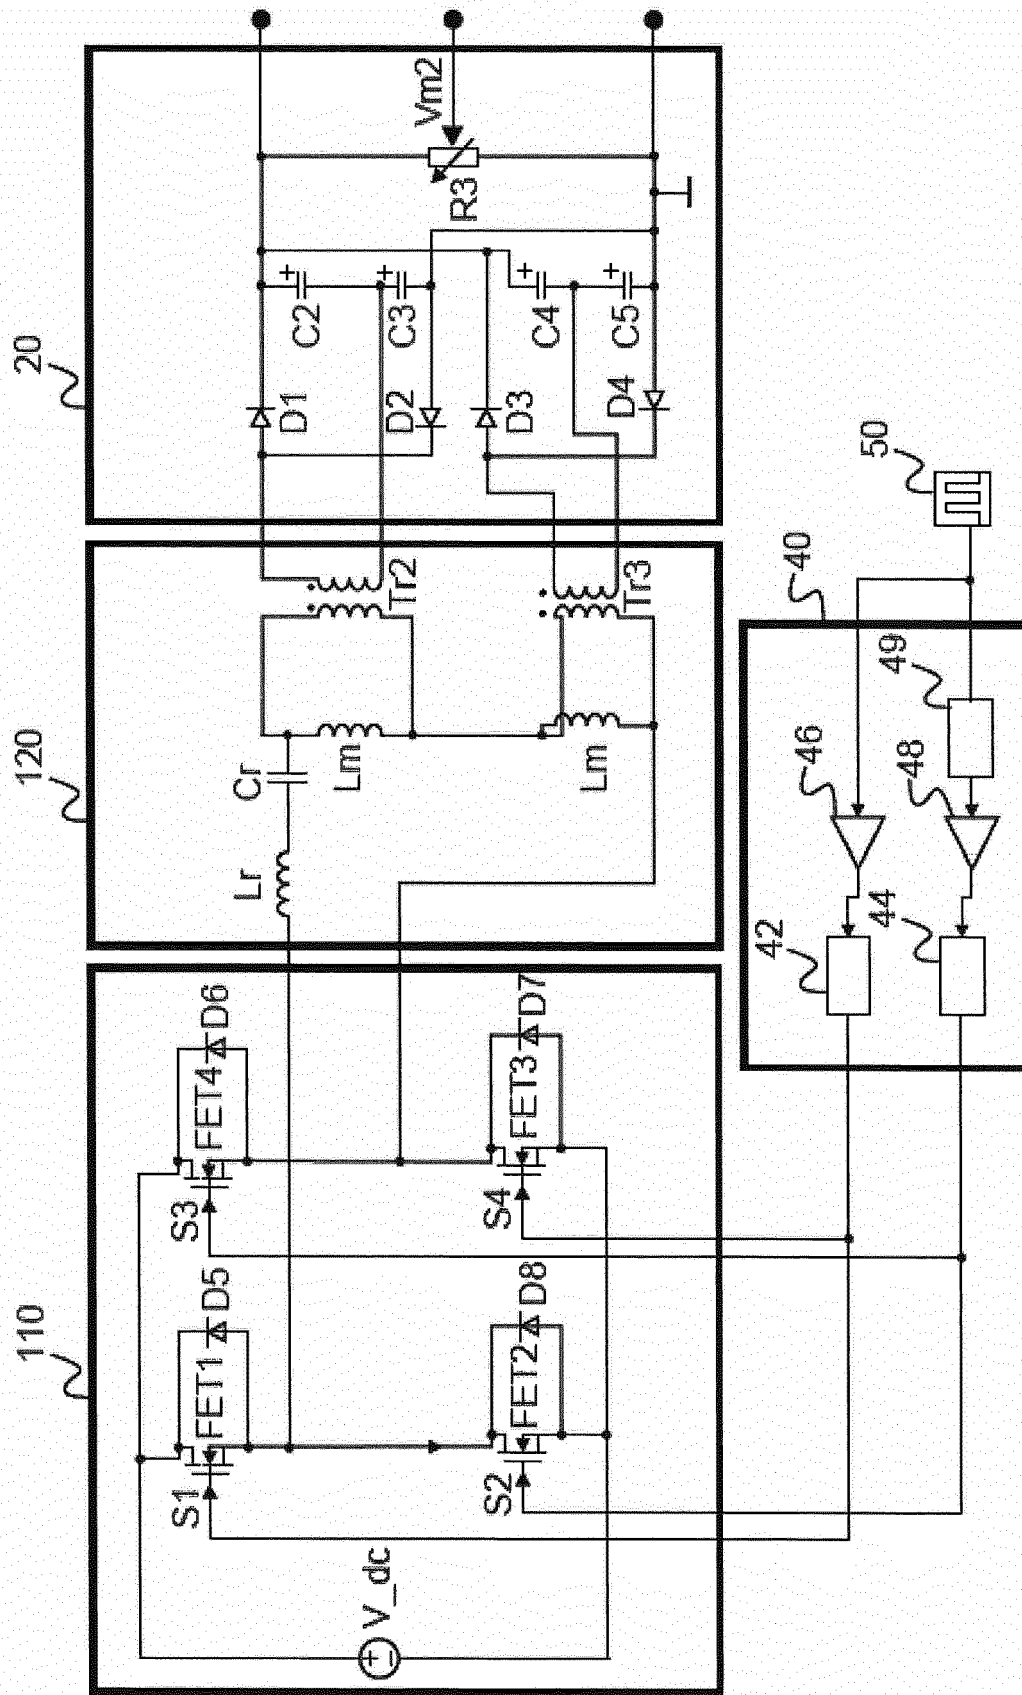 110
120
20
V_dc
S1
FET1
D5
S3
FET4
D6
S2
FET2
D8
S4
FET3
D7
Lr
Cr
Lm
Lm
Tr2
Tr3
D1
D2
D3
D4
C2
C3
C4
C5
R3
Vm2
42
44
46
48
49
40
50